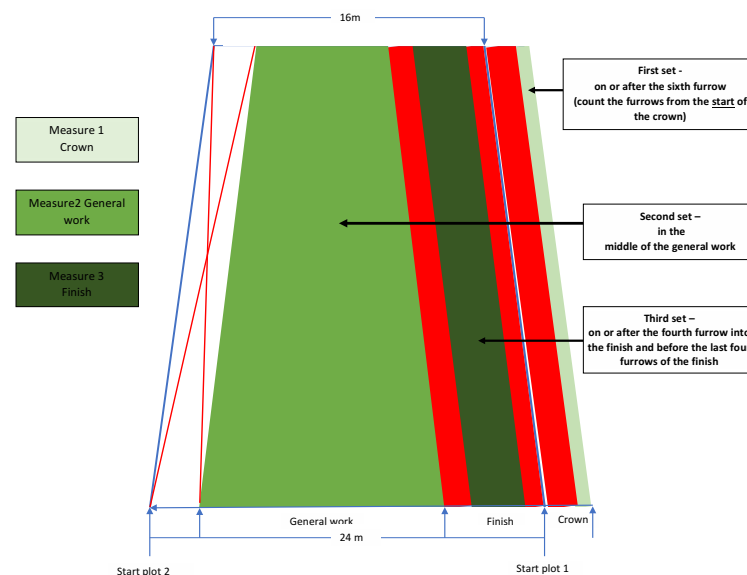 16m
First set -
on or after the sixth furrow
(count the furrows from the start of
the crown)
Measure 1
Crown
Measure2 General
work
Second set –
in the
middle of the general work
Measure 3
Finish
Third set –
on or after the fourth furrow into
the finish and before the last four
furrows of the finish
General work
Finish
Crown
24 m
Start plot 2
Start plot 1